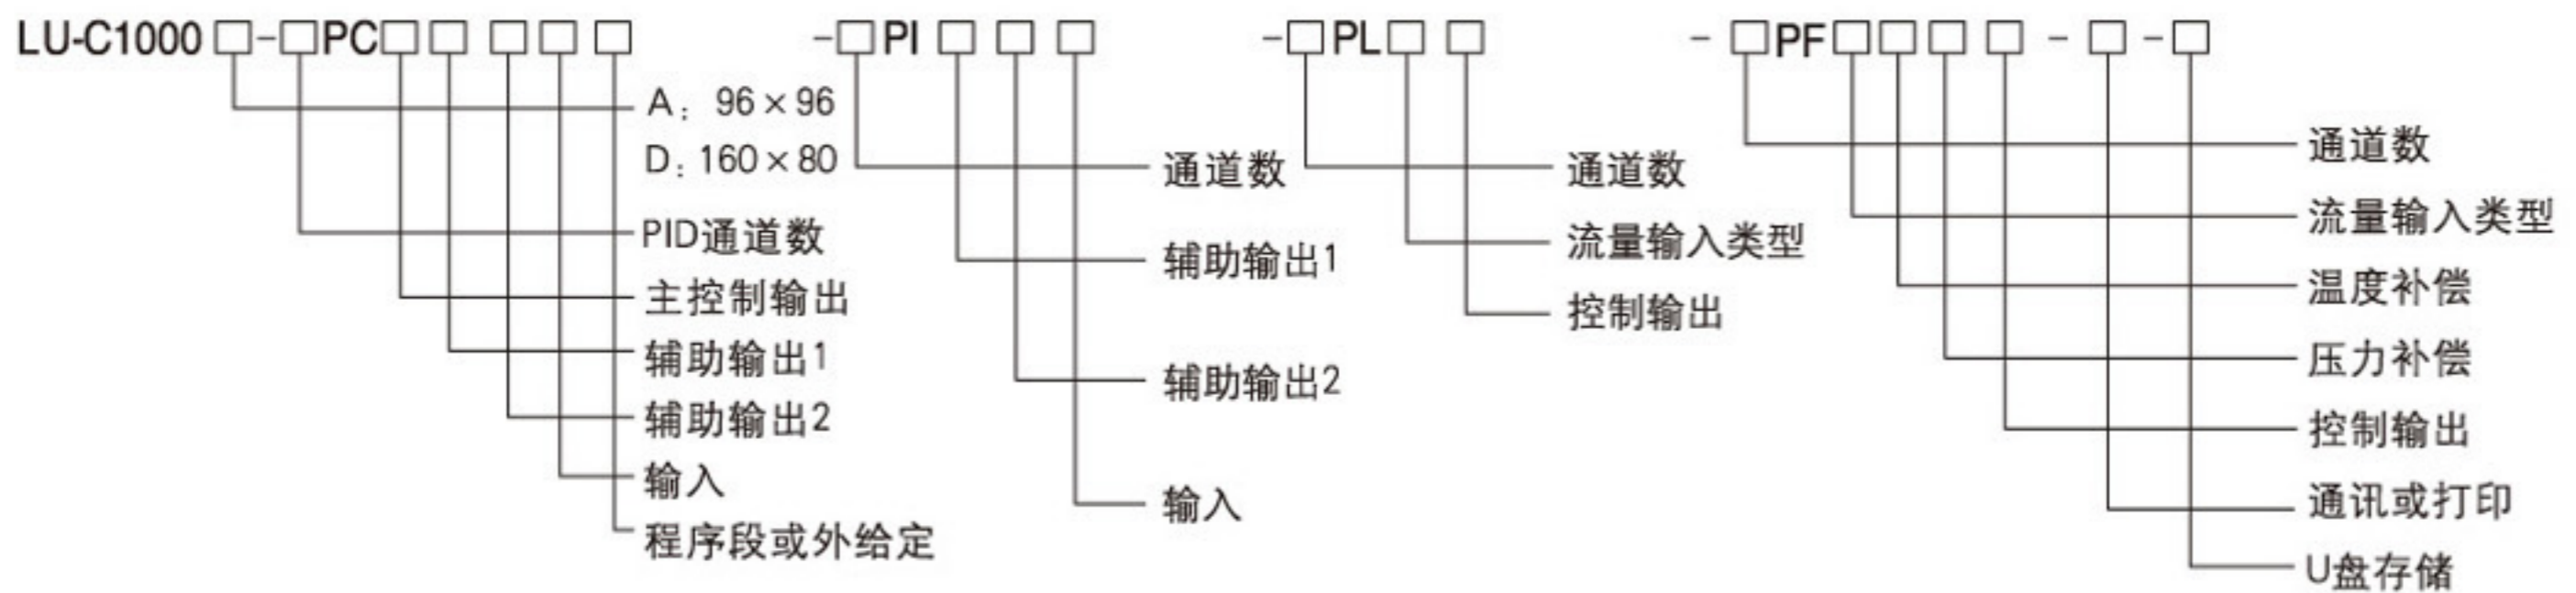 LU-C1000□-□PC□□□□□ -□PI□□□ -□PL□□ -□PF□□□□-□-□
A：96×96
D：160×80
PID通道数
主控制输出
辅助输出1
辅助输出2
输入
程序段或外给定
通道数
辅助输出1
辅助输出2
输入
通道数
流量输入类型
控制输出
通道数
流量输入类型
温度补偿
压力补偿
控制输出
通讯或打印
U盘存储